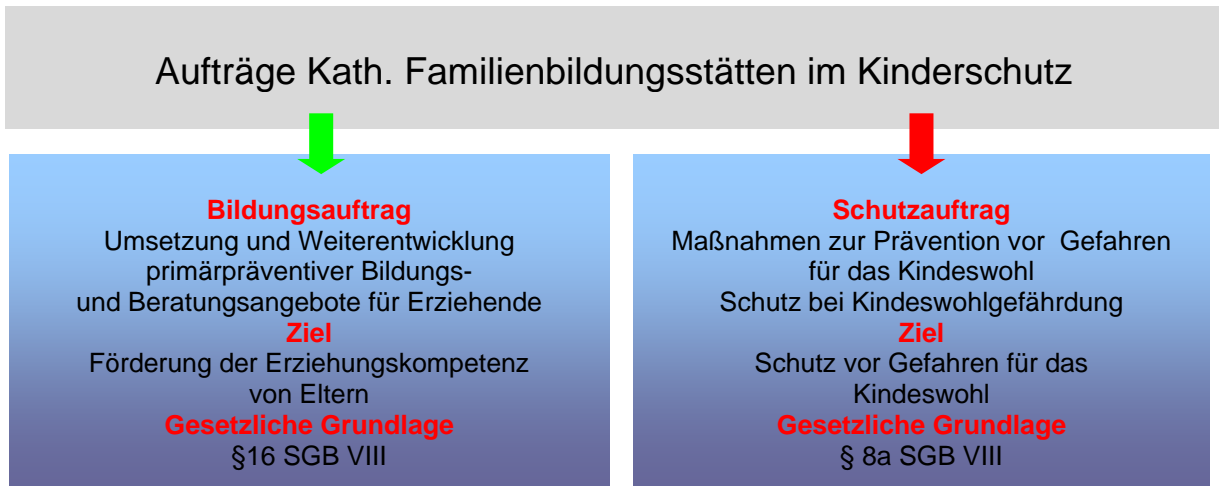 Aufträge Kath. Familienbildungsstätten im Kinderschutz
Bildungsauftrag
Umsetzung und Weiterentwicklung
primärpräventiver Bildungs-
und Beratungsangebote für Erziehende
Ziel
Förderung der Erziehungskompetenz
von Eltern
Gesetzliche Grundlage
§16 SGB VIII
Schutzauftrag
Maßnahmen zur Prävention vor Gefahren
für das Kindeswohl
Schutz bei Kindeswohlgefährdung
Ziel
Schutz vor Gefahren für das
Kindeswohl
Gesetzliche Grundlage
§ 8a SGB VIII